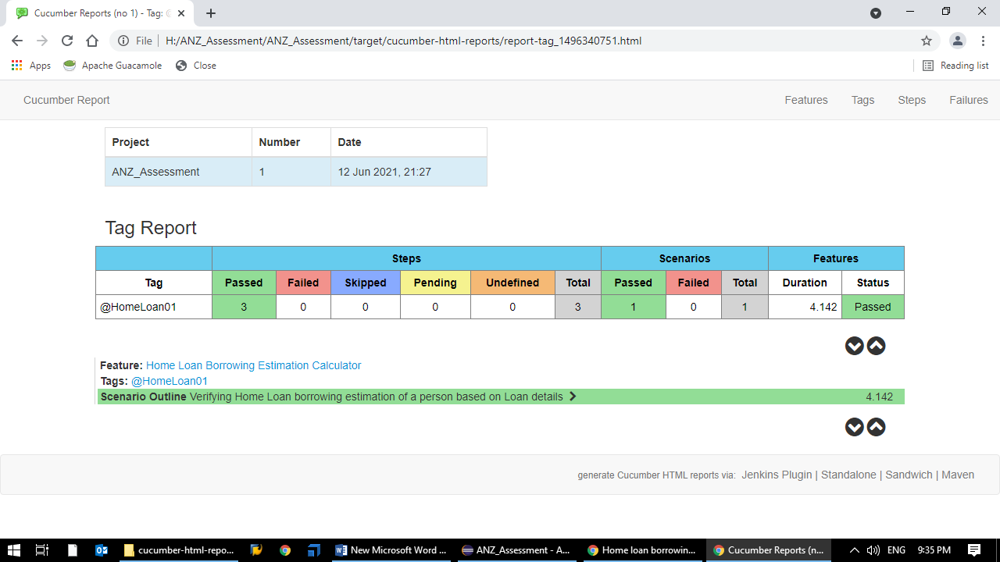 Cucumber Reports (no 1) - Tag: @
File H:/ANZ_Assessment/ANZ_Assessment/target/cucumber-html-reports/report-tag_1496340751.html
Apps Apache Guacamole Close Reading list
Cucumber Report Features Tags Steps Failures
Project Number Date
ANZ_Assessment 1 12 Jun 2021, 21:27
Tag Report
Steps Scenarios Features
Tag Passed Failed Skipped Pending Undefined Total Passed Failed Total Duration Status
@HomeLoan01 3 0 0 0 0 3 1 0 1 4.142 Passed
Feature: Home Loan Borrowing Estimation Calculator
Tags: @HomeLoan01
Scenario Outline Verifying Home Loan borrowing estimation of a person based on Loan details 4.142
generate Cucumber HTML reports via: Jenkins Plugin | Standalone | Sandwich | Maven
cucumber-html-repo... New Microsoft Word ... ANZ_Assessment - A... Home loan borrowin... Cucumber Reports (n... ENG 9:35 PM